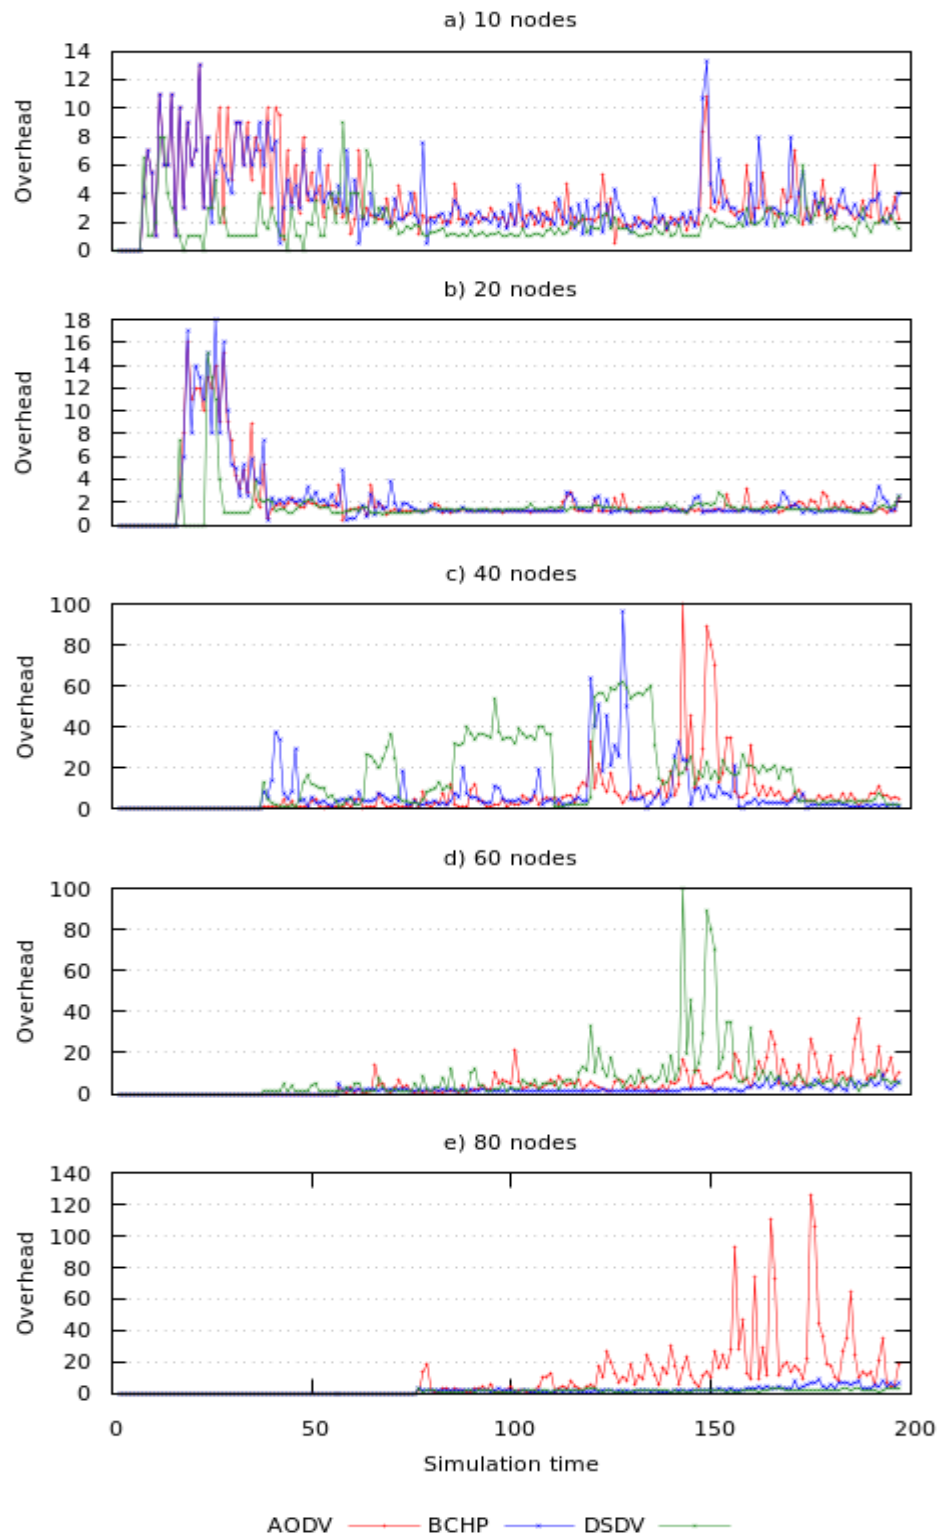 a) 10 nodes
14
12
10
8
6
4
2
0
Overhead
b) 20 nodes
18
16
14
12
10
8
6
4
2
0
Overhead
c) 40 nodes
100
80
60
40
20
0
Overhead
d) 60 nodes
100
80
60
40
20
0
Overhead
e) 80 nodes
140
120
100
80
60
40
20
0
Overhead
0 50 100 150 200
Simulation time
AODV BCHP DSDV